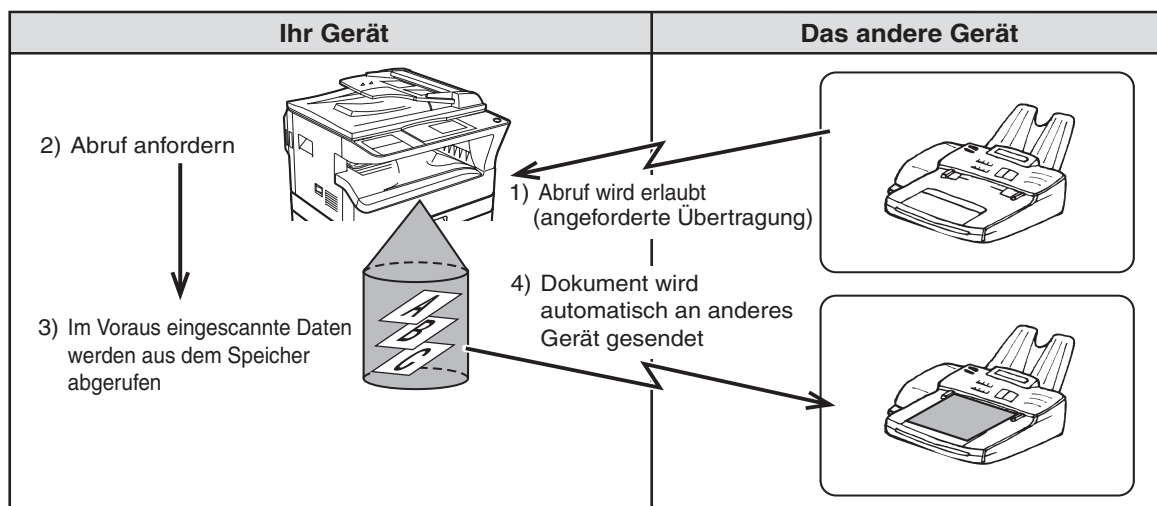 Ihr Gerät
Das andere Gerät
2) Abruf anfordern
1) Abruf wird erlaubt
(angeforderte Übertragung)
3) Im Voraus eingescannte Daten
werden aus dem Speicher
abgerufen
A
B
C
4) Dokument wird
automatisch an anderes
Gerät gesendet